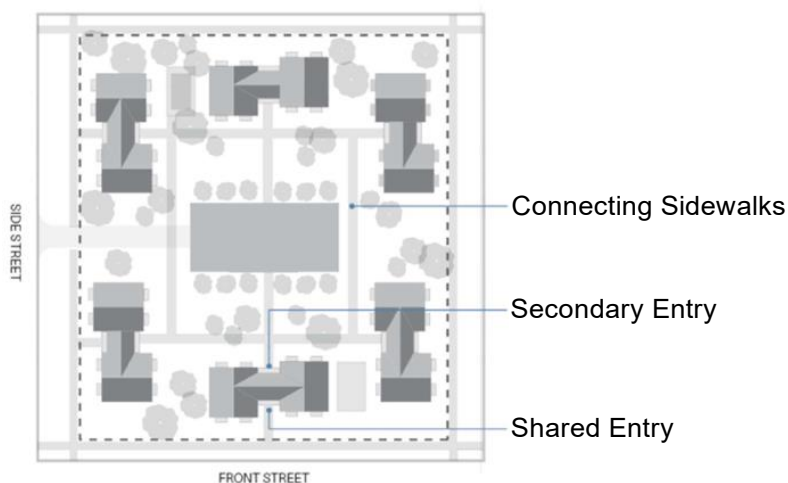 SIDE STREET
Connecting Sidewalks
Secondary Entry
Shared Entry
FRONT STREET